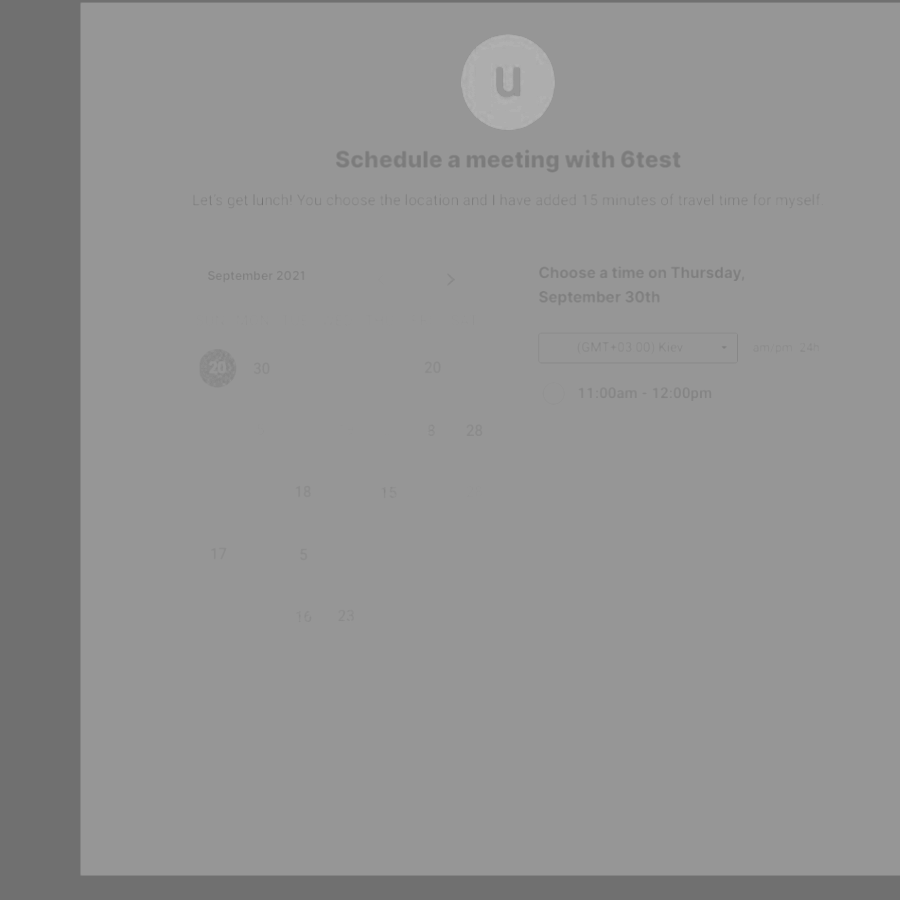 u
Schedule a meeting with 6test
Let's get lunch! You choose the location and I have added 15 minutes of travel time for myself.
September 2021
Choose a time on Thursday,
September 30th
(GMT+03:00) Kiev
am/pm 24h
20 30 20
11:00am - 12:00pm
28
18 15
17 5
16 23